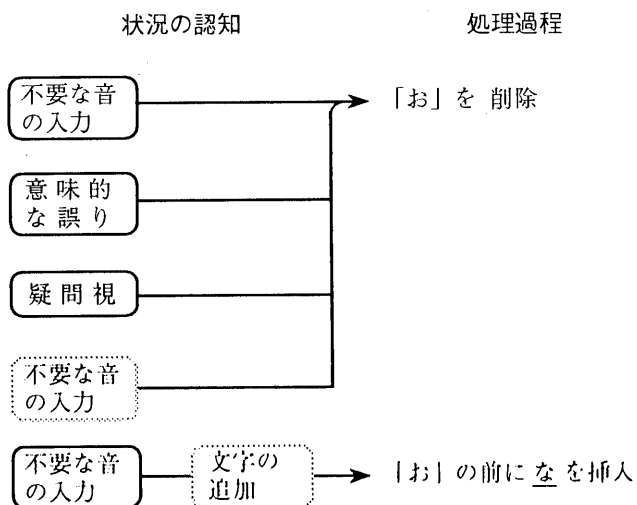 状況の認知 処理過程
不要な音
の入力
「お」を 削除
意味的
な誤り
疑問視
不要な音
の入力
不要な音
の入力
文字の
追加
「お」の前に な を挿入